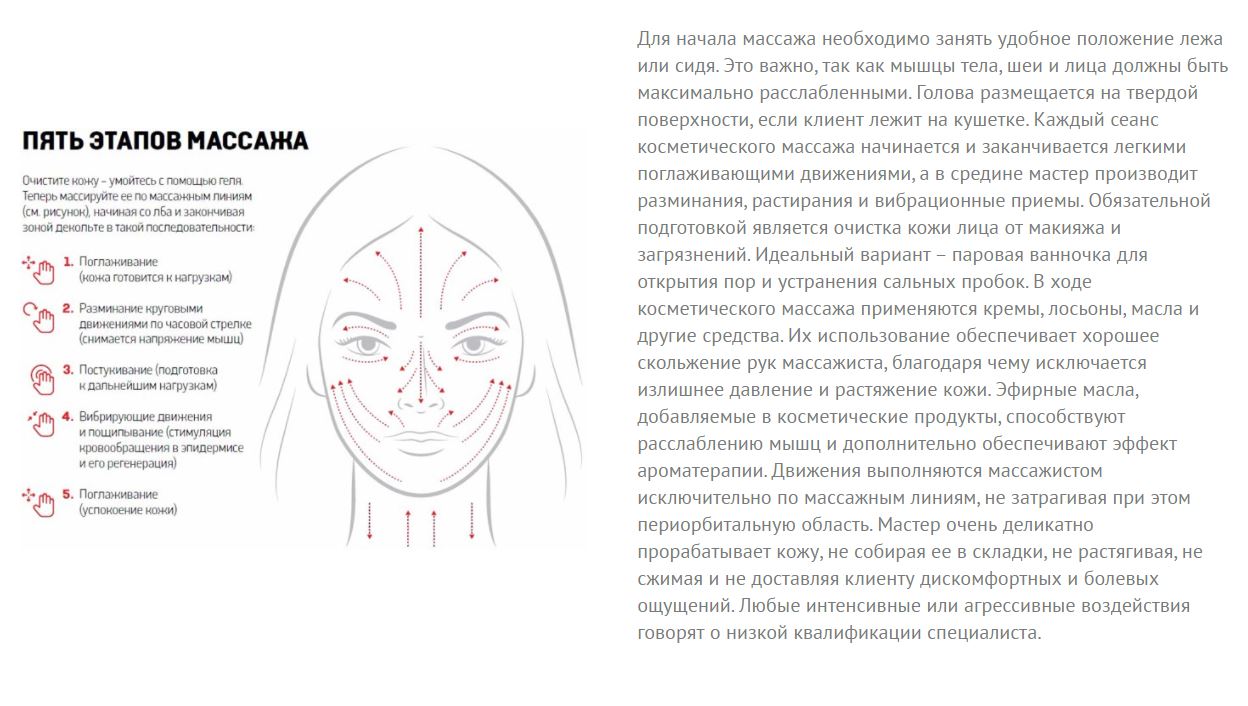 ПЯТЬ ЭТАПОВ МАССАЖА
Очистите кожу – умойтесь с помощью геля.
Теперь массируйте ее по массажным линиям
(см. рисунок), начиная со лба и заканчивая
зоной декольте в такой последовательности:
1. Поглаживание
(кожа готовится к нагрузкам)
2. Разминание круговыми
движениями по часовой стрелке
(снимается напряжение мышц)
3. Постукивание (подготовка
к дальнейшим нагрузкам)
4. Вибрирующие движения
и пощипывание (стимуляция
кровообращения в эпидермисе
и его регенерация)
5. Поглаживание
(успокоение кожи)
Для начала массажа необходимо занять удобное положение лежа
или сидя. Это важно, так как мышцы тела, шеи и лица должны быть
максимально расслабленными. Голова размещается на твердой
поверхности, если клиент лежит на кушетке. Каждый сеанс
косметического массажа начинается и заканчивается легкими
поглаживающими движениями, а в средине мастер производит
разминания, растирания и вибрационные приемы. Обязательной
подготовкой является очистка кожи лица от макияжа и
загрязнений. Идеальный вариант – паровая ванночка для
открытия пор и устранения сальных пробок. В ходе
косметического массажа применяются кремы, лосьоны, масла и
другие средства. Их использование обеспечивает хорошее
скольжение рук массажиста, благодаря чему исключается
излишнее давление и растяжение кожи. Эфирные масла,
добавляемые в косметические продукты, способствуют
расслаблению мышц и дополнительно обеспечивают эффект
ароматерапии. Движения выполняются массажистом
исключительно по массажным линиям, не затрагивая при этом
периорбитальную область. Мастер очень деликатно
прорабатывает кожу, не собирая ее в складки, не растягивая, не
сжимая и не доставляя клиенту дискомфортных и болевых
ощущений. Любые интенсивные или агрессивные воздействия
говорят о низкой квалификации специалиста.